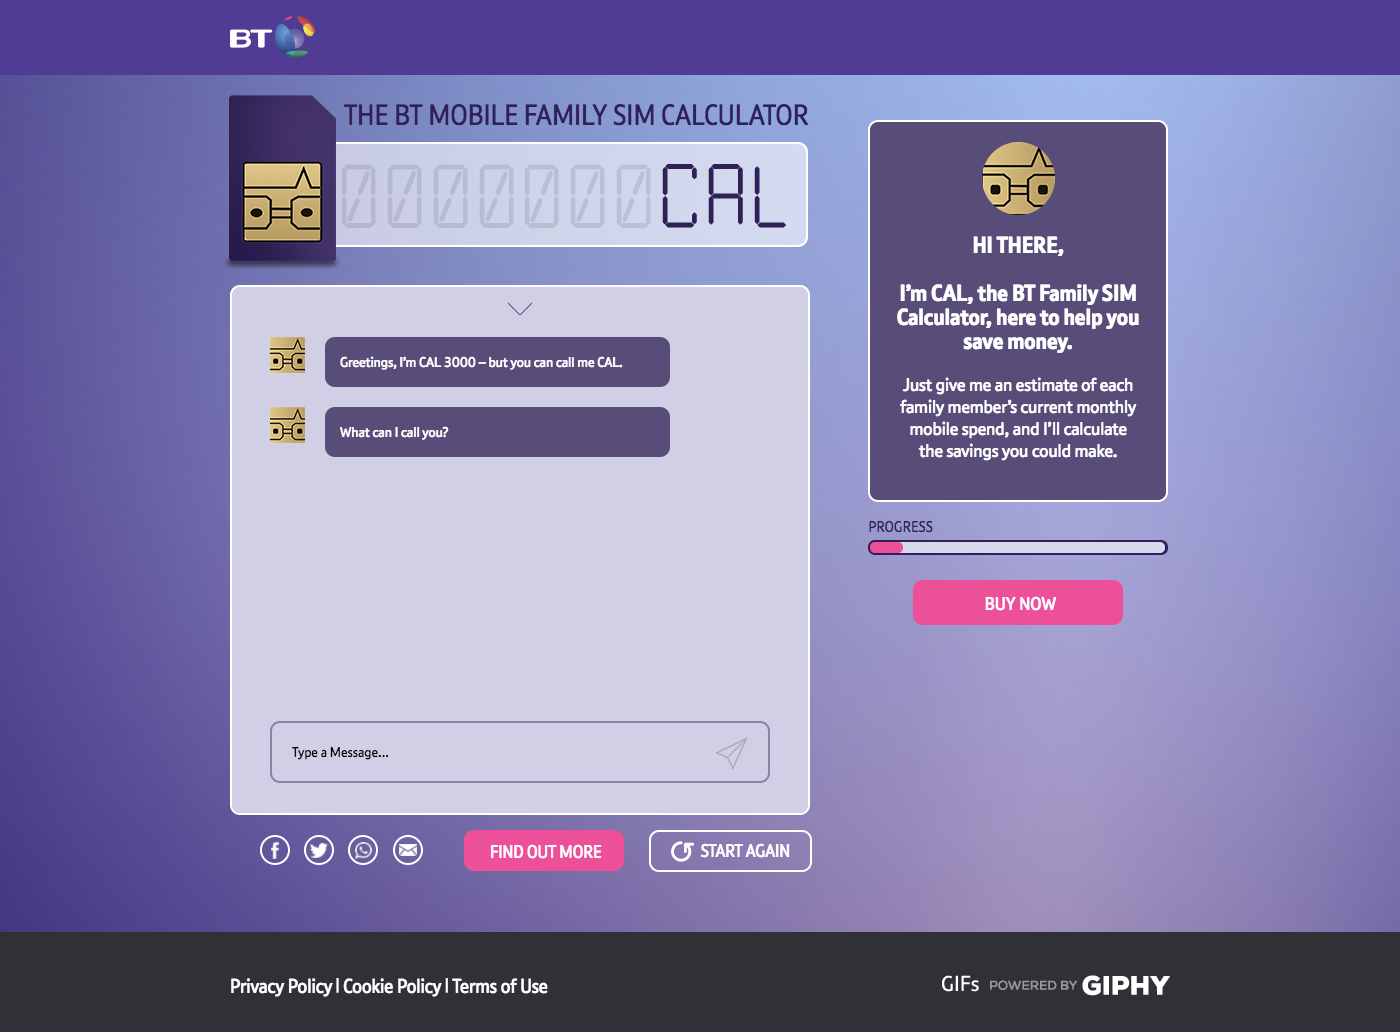 BT
THE BT MOBILE FAMILY SIM CALCULATOR
0000000CAL
Greetings, I'm CAL 3000 – but you can call me CAL.
What can I call you?
Type a Message...
FIND OUT MORE
START AGAIN
HI THERE,
I'm CAL, the BT Family SIM
Calculator, here to help you
save money.
Just give me an estimate of each
family member's current monthly
mobile spend, and I'll calculate
the savings you could make.
PROGRESS
BUY NOW
Privacy Policy | Cookie Policy | Terms of Use
GIFs POWERED BY GIPHY